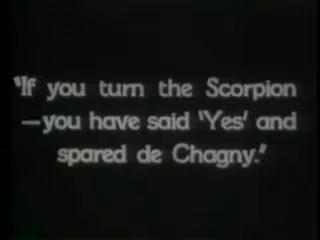 "If you turn the Scorpion
—you have said 'Yes' and
spared de Chagny."